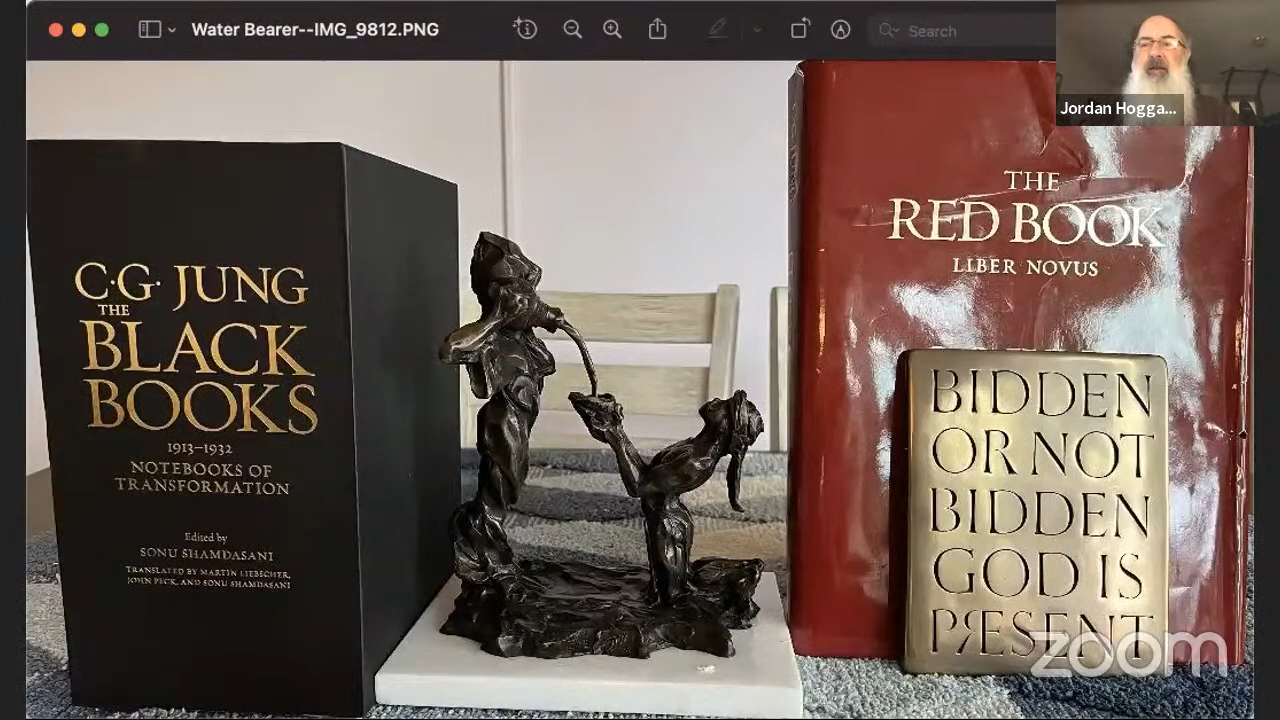 Water Bearer--IMG_9812.PNG
Search
Jordan Hogga...
C·G· JUNG
THE
BLACK
BOOKS
1913–1932
NOTEBOOKS OF
TRANSFORMATION
Edited by
SONU SHAMDASANI
TRANSLATED BY MARTIN LIEBSCHER,
JOHN PECK, AND SONU SHAMDASANI
THE
RED BOOK
LIBER NOVUS
BIDDEN
OR NOT
BIDDEN
GOD IS
PRESENT
zoom